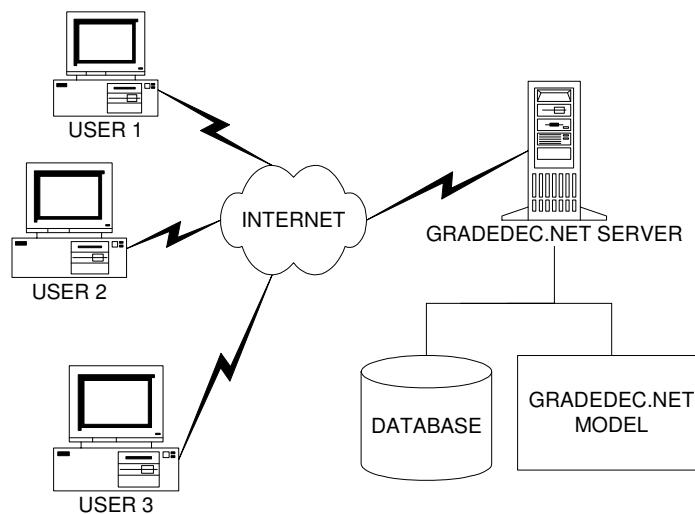 USER 1
USER 2
USER 3
INTERNET
GRADEDEC.NET SERVER
DATABASE
GRADEDEC.NET
MODEL